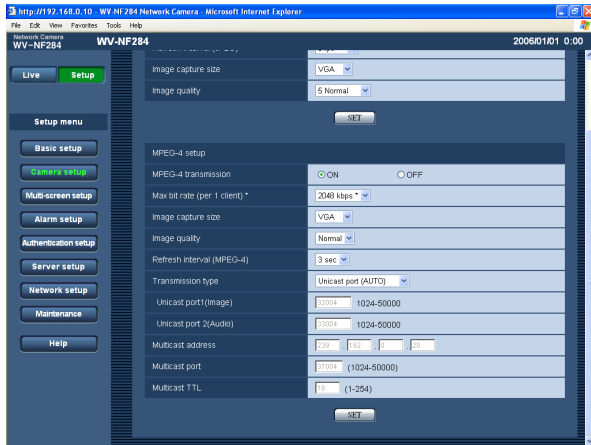 http://192.168.0.10 - WV-NF284 Network Camera - Microsoft Internet Explorer
File Edit View Favorites Tools Help
Network Camera
WV-NF284
WV-NF284
2006/01/01 0:00
Live Setup
Image capture size VGA
Image quality 5 Normal
SET
Setup menu
Basic setup
MPEG-4 setup
Camera setup
MPEG-4 transmission ON OFF
Multi-screen setup
Max bit rate (per 1 client) * 2048 kbps *
Alarm setup
Image capture size VGA
Authentication setup
Image quality Normal
Server setup
Refresh interval (MPEG-4) 3 sec
Network setup
Transmission type Unicast port (AUTO)
Maintenance
Unicast port1(Image) 32004 1024-50000
Unicast port 2(Audio) 33004 1024-50000
Help
Multicast address 239 . 192 . 0 . 20
Multicast port 37004 (1024-50000)
Multicast TTL 16 (1-254)
SET